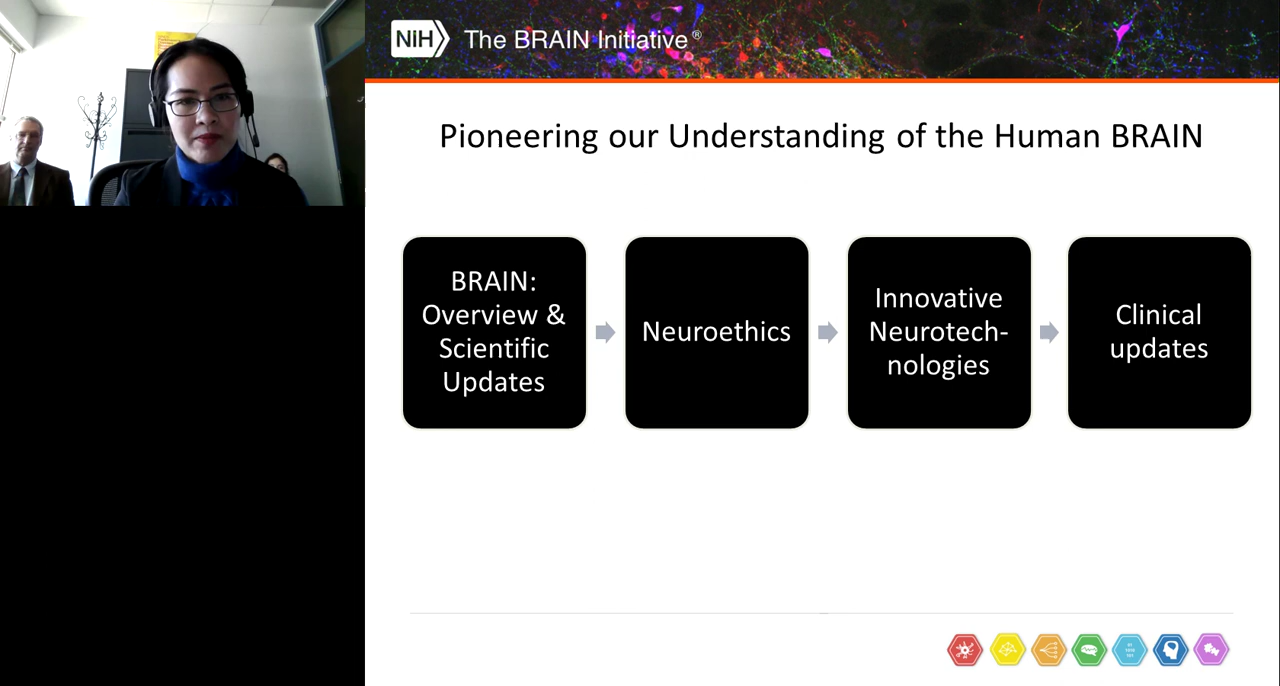 NIH The BRAIN Initiative®
Pioneering our Understanding of the Human BRAIN
BRAIN:
Overview &
Scientific
Updates
Neuroethics
Innovative
Neurotech-
nologies
Clinical
updates